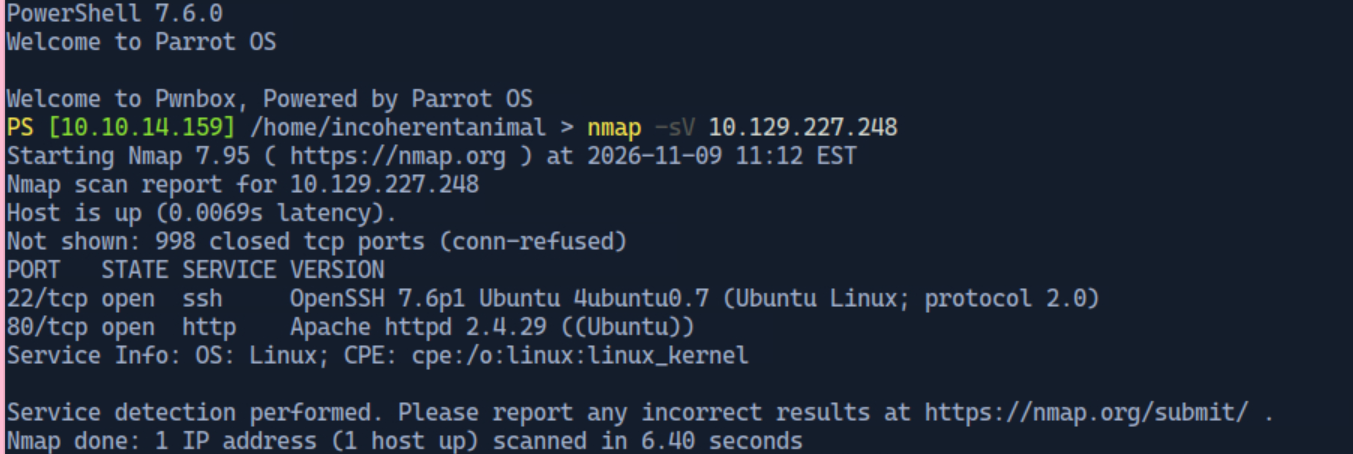 PowerShell 7.6.0
Welcome to Parrot OS
Welcome to Pwnbox, Powered by Parrot OS
PS [10.10.14.159] /home/incoherentanimal > nmap -sV 10.129.227.248
Starting Nmap 7.95 ( https://nmap.org ) at 2026-11-09 11:12 EST
Nmap scan report for 10.129.227.248
Host is up (0.0069s latency).
Not shown: 998 closed tcp ports (conn-refused)
PORT   STATE SERVICE VERSION
22/tcp open  ssh     OpenSSH 7.6p1 Ubuntu 4ubuntu0.7 (Ubuntu Linux; protocol 2.0)
80/tcp open  http    Apache httpd 2.4.29 ((Ubuntu))
Service Info: OS: Linux; CPE: cpe:/o:linux:linux_kernel
Service detection performed. Please report any incorrect results at https://nmap.org/submit/ .
Nmap done: 1 IP address (1 host up) scanned in 6.40 seconds